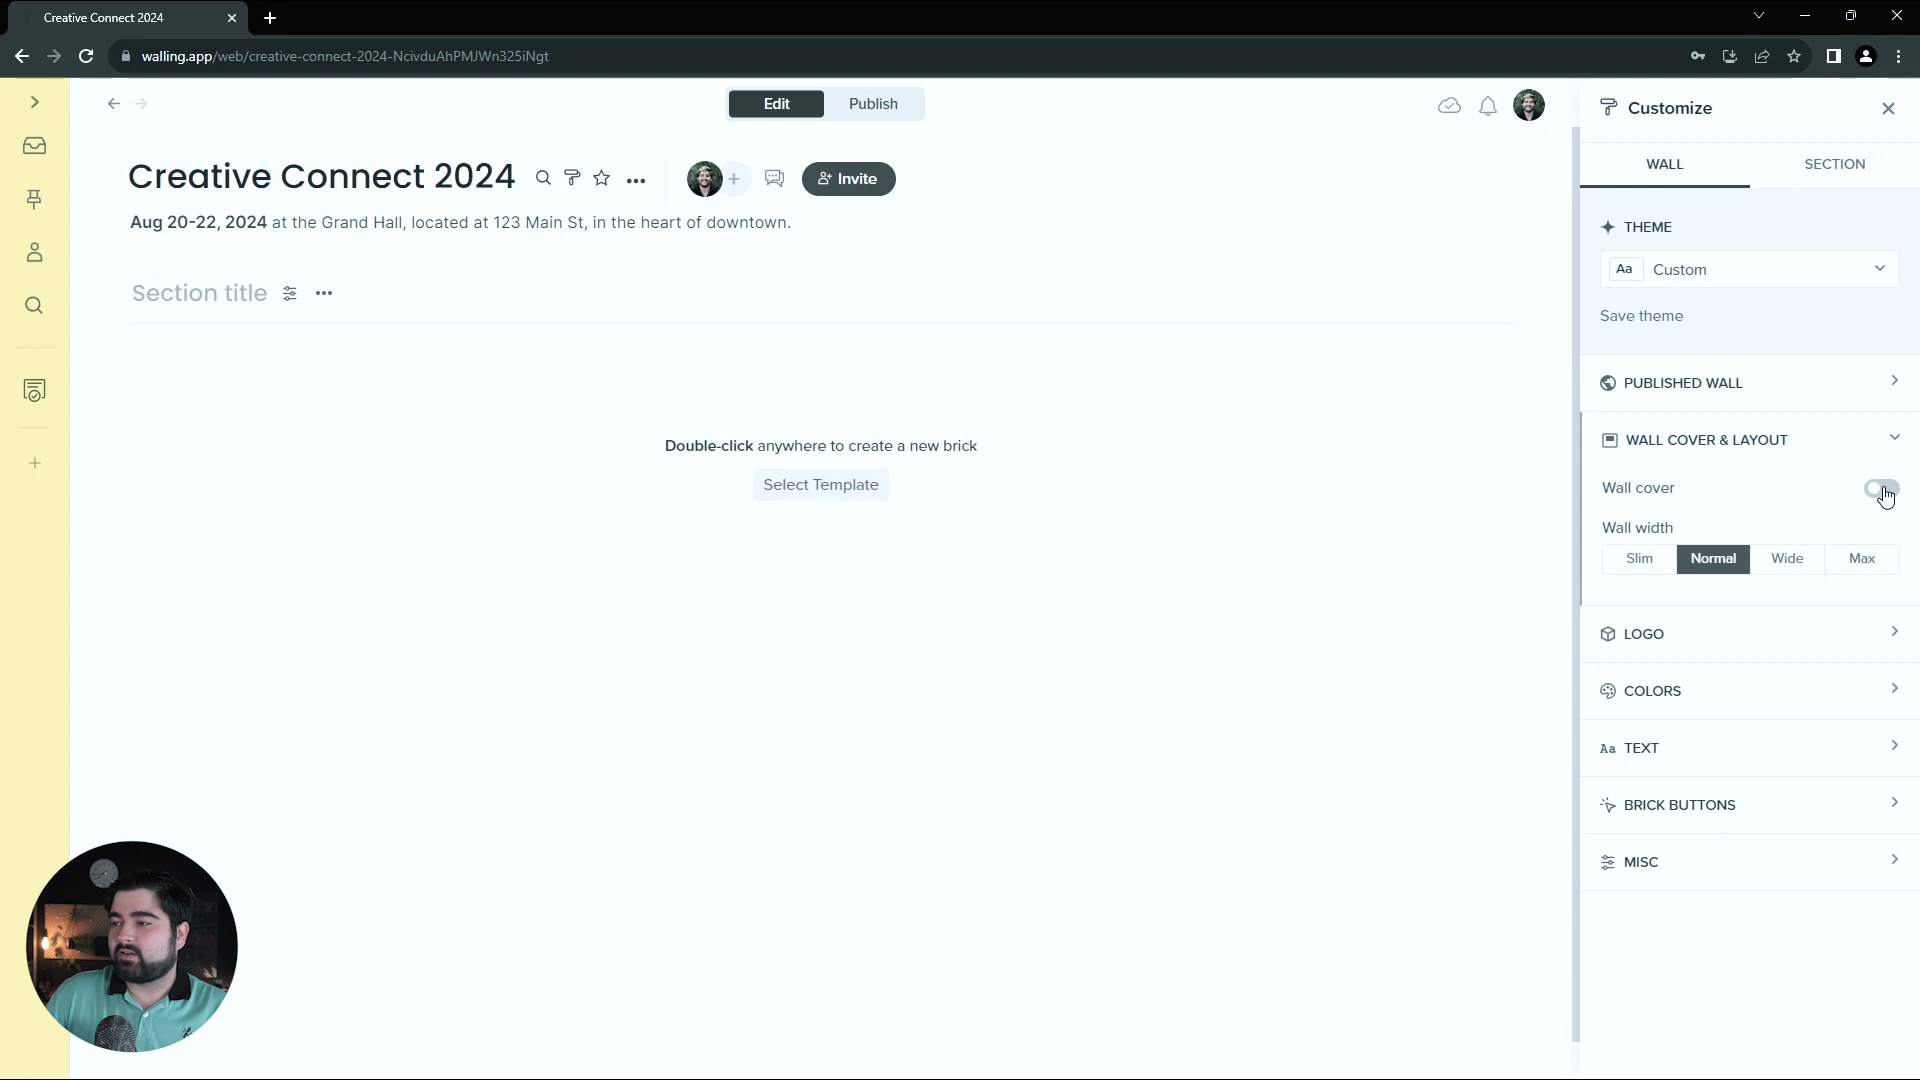 Creative Connect 2024
walling.app/web/creative-connect-2024-NcivduAhPMJWn325iNgt
Edit
Publish
Customize
Creative Connect 2024
Invite
WALL
SECTION
Aug 20-22, 2024 at the Grand Hall, located at 123 Main St, in the heart of downtown.
THEME
Aa
Custom
Section title
Save theme
PUBLISHED WALL
Double-click anywhere to create a new brick
WALL COVER & LAYOUT
Select Template
Wall cover
Wall width
Slim
Normal
Wide
Max
LOGO
COLORS
Aa TEXT
BRICK BUTTONS
MISC